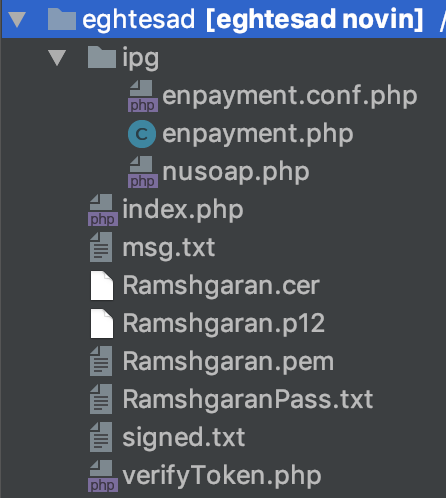 eghtesad [eghtesad novin] /
ipg
php enpayment.conf.php
C enpayment.php
php nusoap.php
php index.php
msg.txt
Ramshgaran.cer
Ramshgaran.p12
Ramshgaran.pem
RamshgaranPass.txt
signed.txt
php verifyToken.php